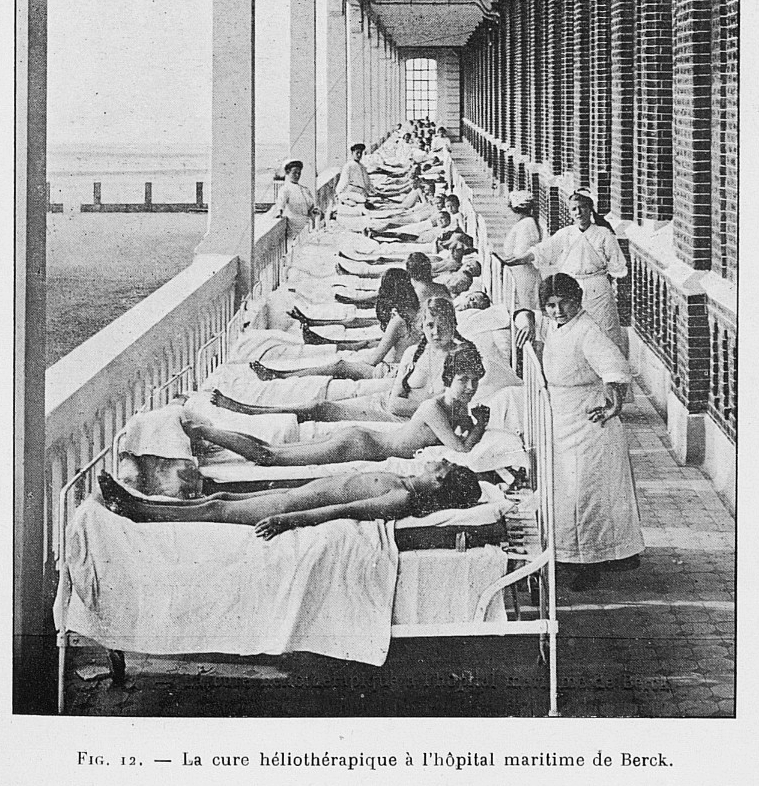 Fig. 12. — La cure héliothérapique à l'hôpital maritime de Berck.